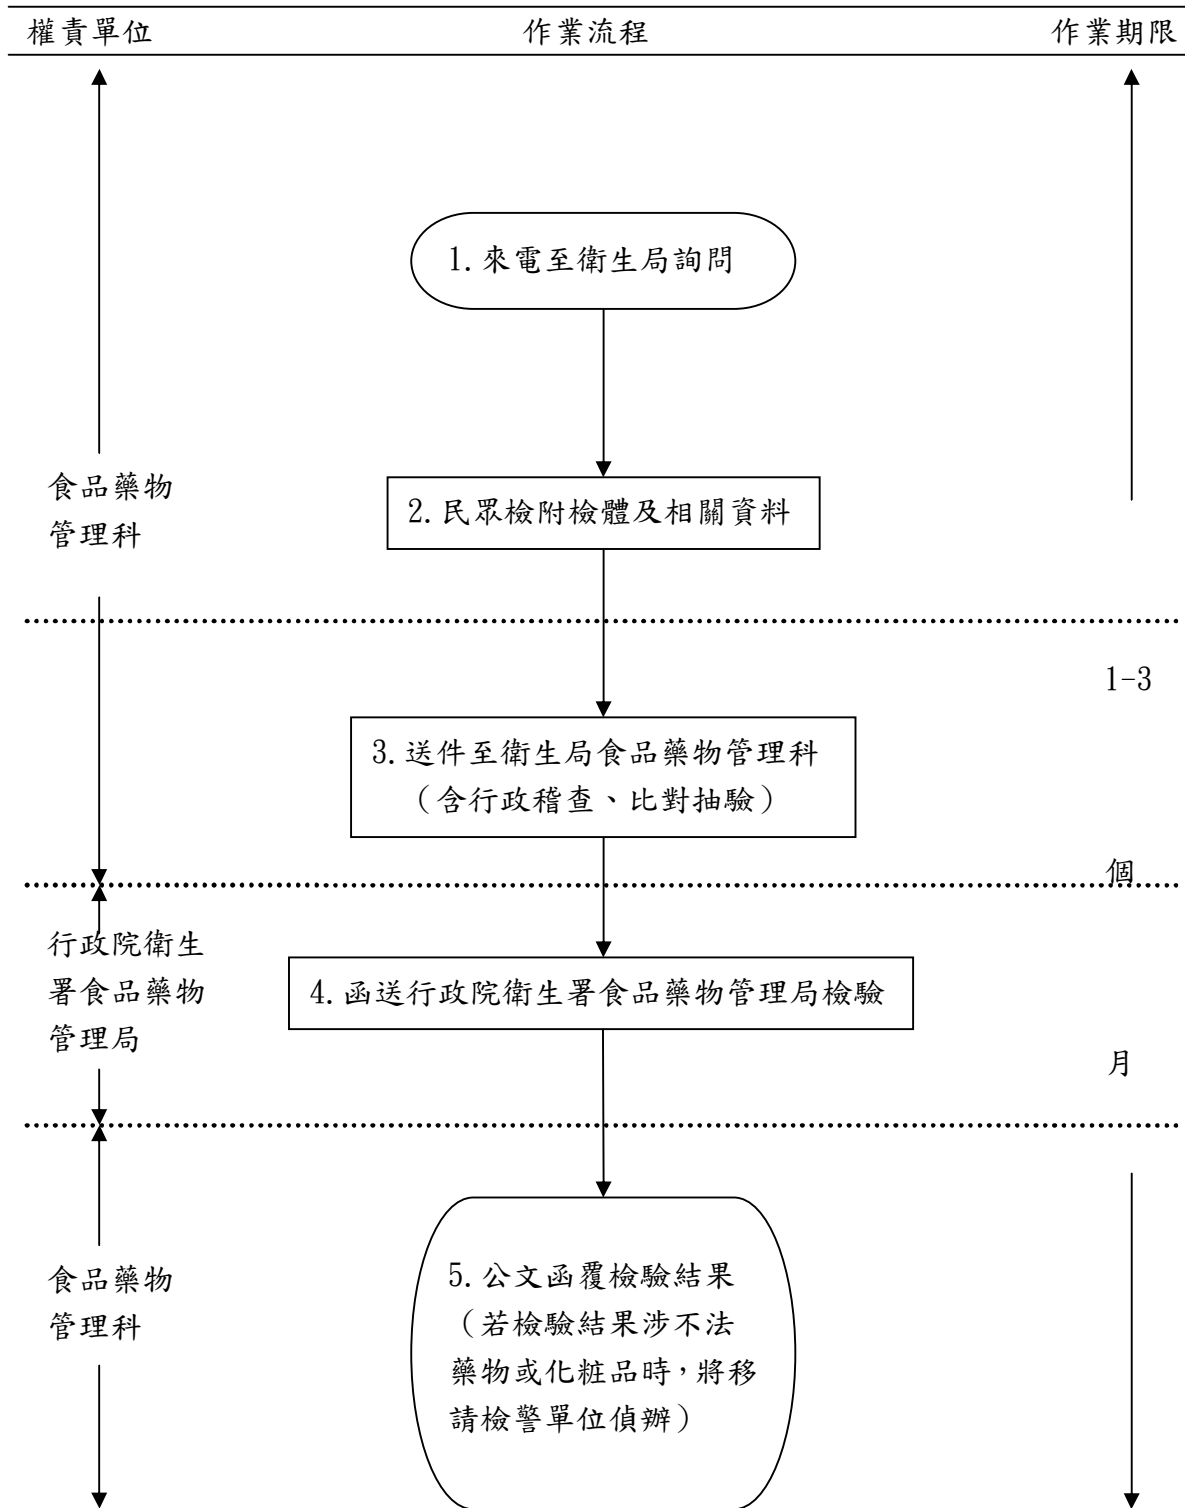 權責單位 作業流程 作業期限
1.來電至衛生局詢問
食品藥物
管理科
2.民眾檢附檢體及相關資料
1-3
3.送件至衛生局食品藥物管理科
（含行政稽查、比對抽驗）
個
行政院衛生
署食品藥物
管理局
4.函送行政院衛生署食品藥物管理局檢驗
月
食品藥物
管理科
5.公文函覆檢驗結果
（若檢驗結果涉不法
藥物或化粧品時，將移
請檢警單位偵辦）